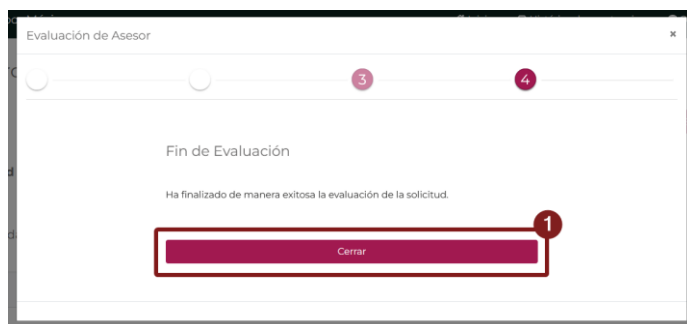 Evaluación de Asesor
×
3
4
Fin de Evaluación
Ha finalizado de manera exitosa la evaluación de la solicitud.
1
Cerrar